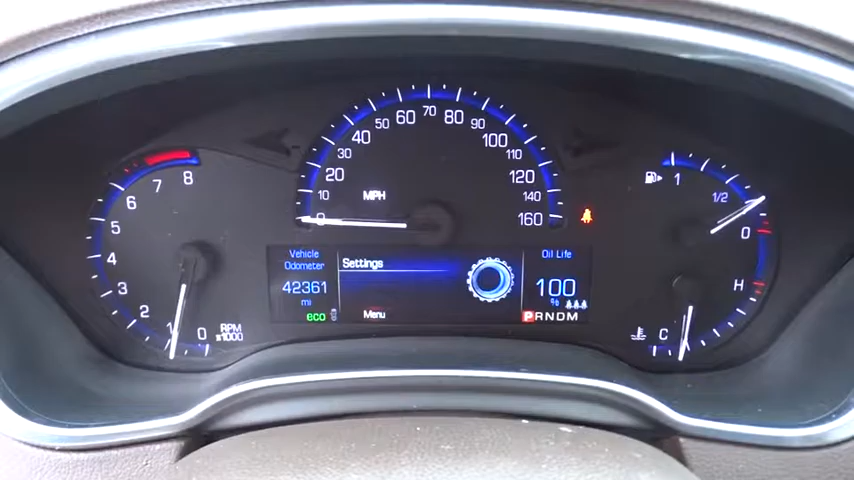 70
60 80
50 90
40 100
30 110
20 120
10 140
0 160
MPH
8
7
6
5
4
3
2
1
0
RPM
x1000
1
1/2
0
H
C
Vehicle
Odometer
42361
mi
eco
Settings
Menu
Oil Life
100
%
PRNDM